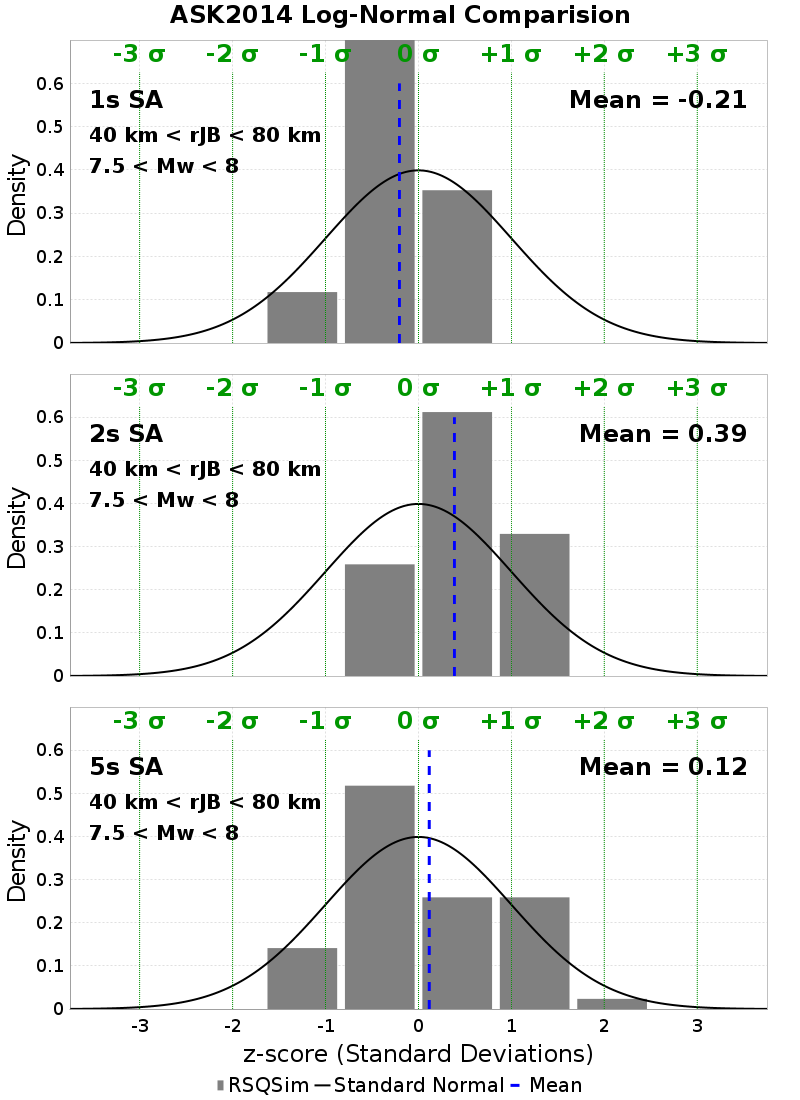 ASK2014 Log-Normal Comparision
-3 σ -2 σ -1 σ 0 σ +1 σ +2 σ +3 σ
0.6
1s SA Mean = -0.21
0.5
40 km < rJB < 80 km
7.5 < Mw < 8
0.4
Density
0.3
0.2
0.1
0
-3 σ -2 σ -1 σ 0 σ +1 σ +2 σ +3 σ
0.6
2s SA Mean = 0.39
0.5
40 km < rJB < 80 km
7.5 < Mw < 8
0.4
Density
0.3
0.2
0.1
0
-3 σ -2 σ -1 σ 0 σ +1 σ +2 σ +3 σ
0.6
5s SA Mean = 0.12
0.5
40 km < rJB < 80 km
7.5 < Mw < 8
0.4
Density
0.3
0.2
0.1
0
-3 -2 -1 0 1 2 3
z-score (Standard Deviations)
RSQSim Standard Normal Mean